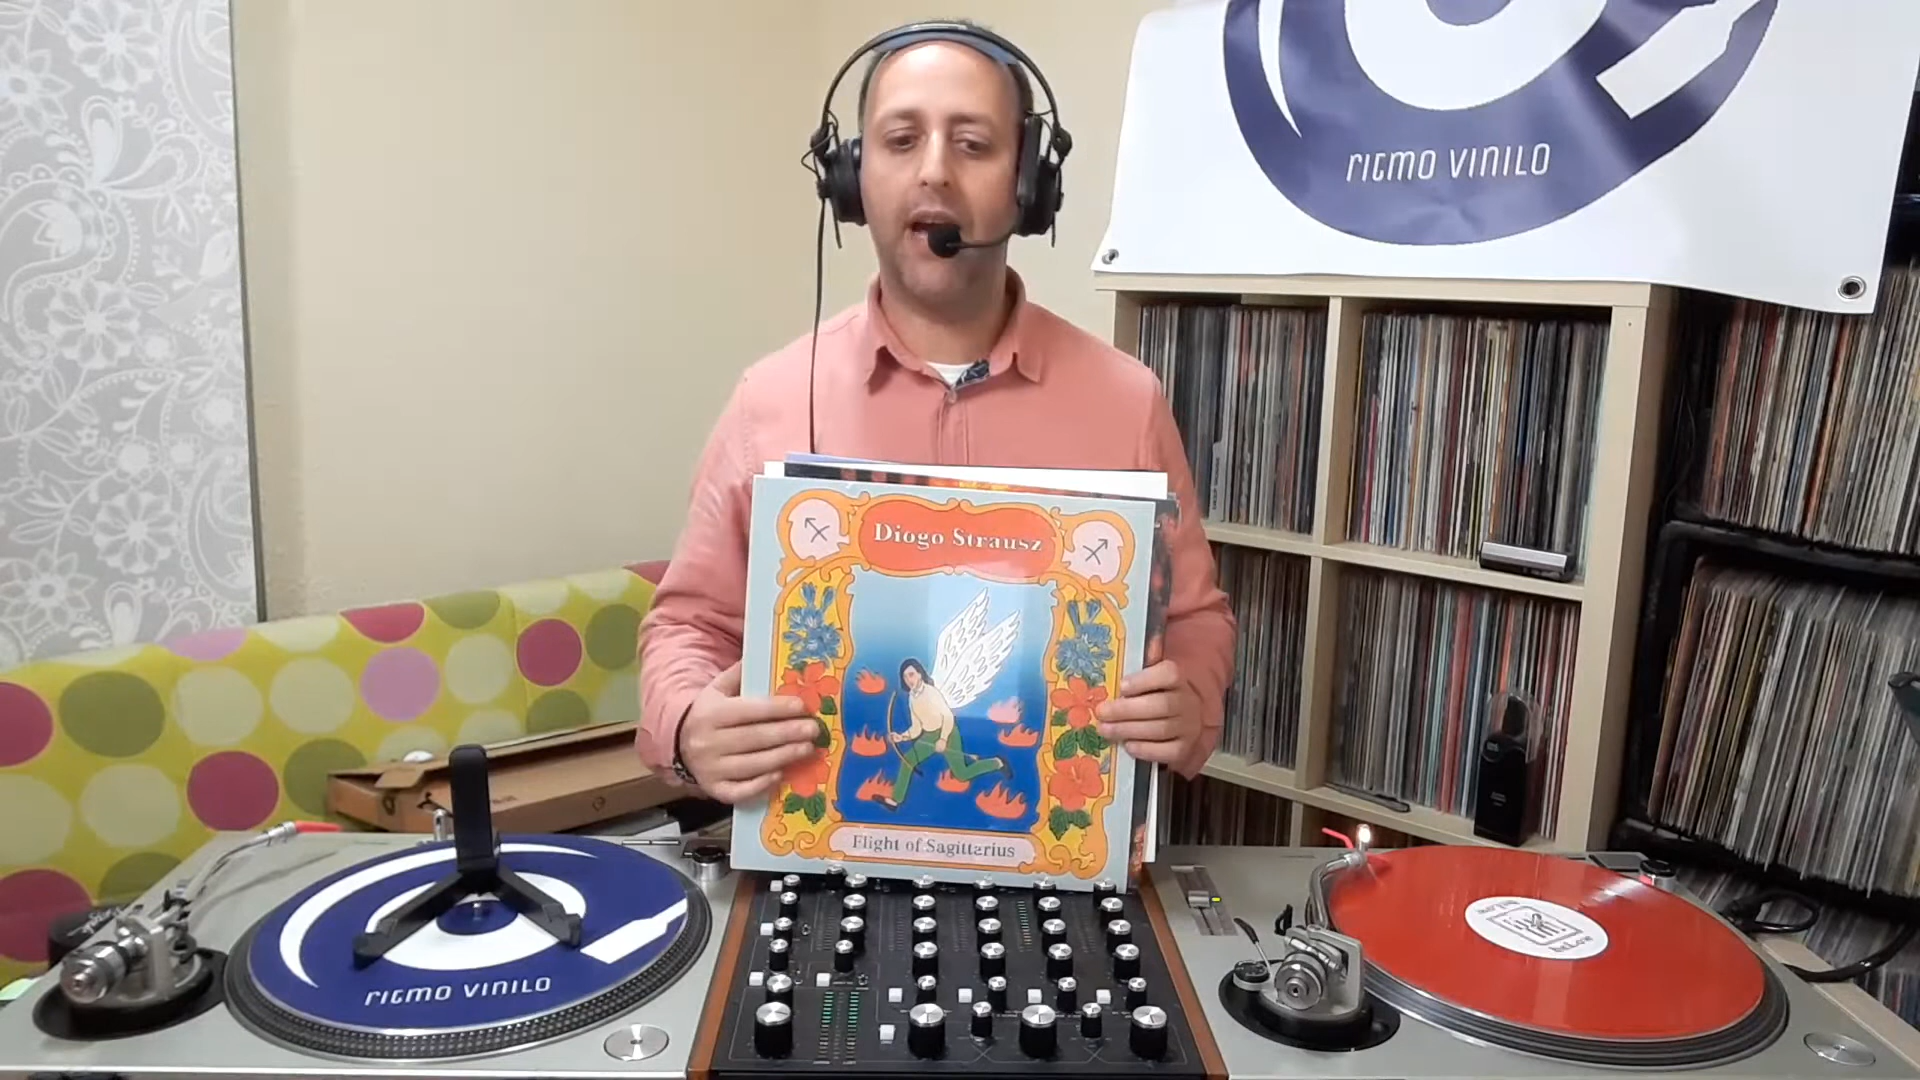 ritmo vinilo
Diogo Strausz
Flight of Sagittarius
ritmo vinilo